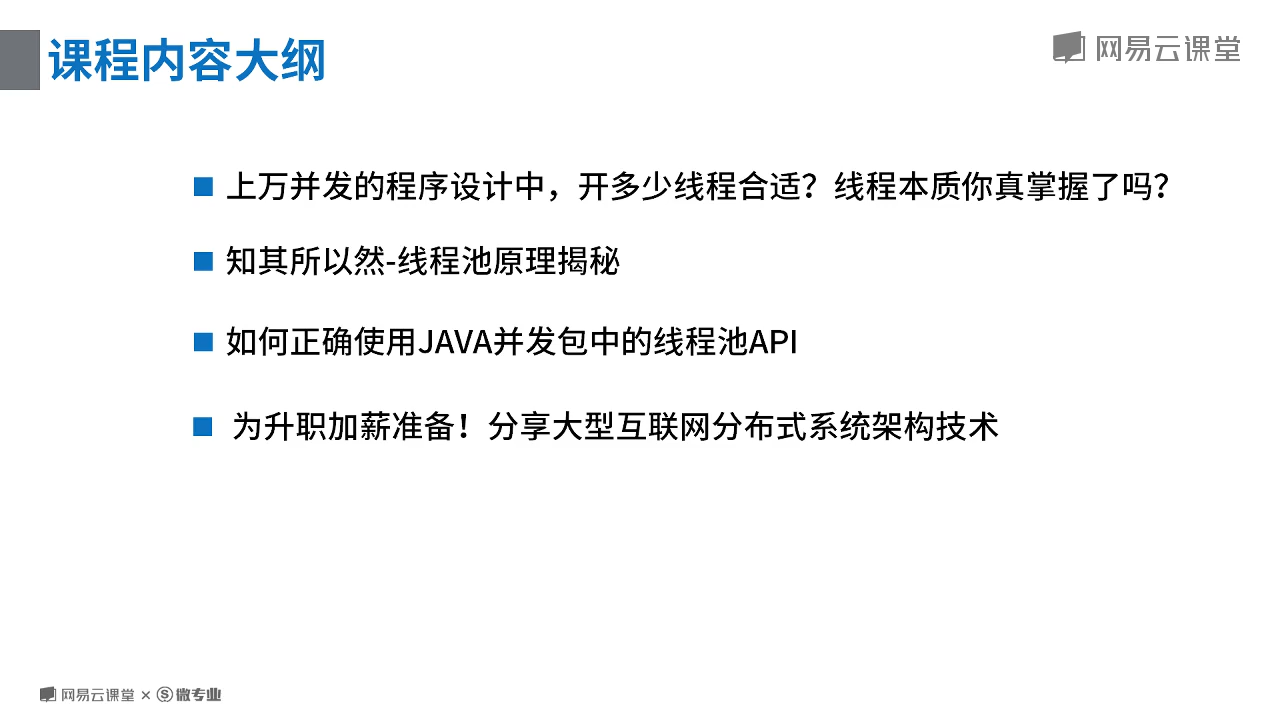 课程内容大纲
网易云课堂
上万并发的程序设计中，开多少线程合适？线程本质你真掌握了吗？
知其所以然-线程池原理揭秘
如何正确使用JAVA并发包中的线程池API
为升职加薪准备！分享大型互联网分布式系统架构技术
网易云课堂 × Ⓢ微专业